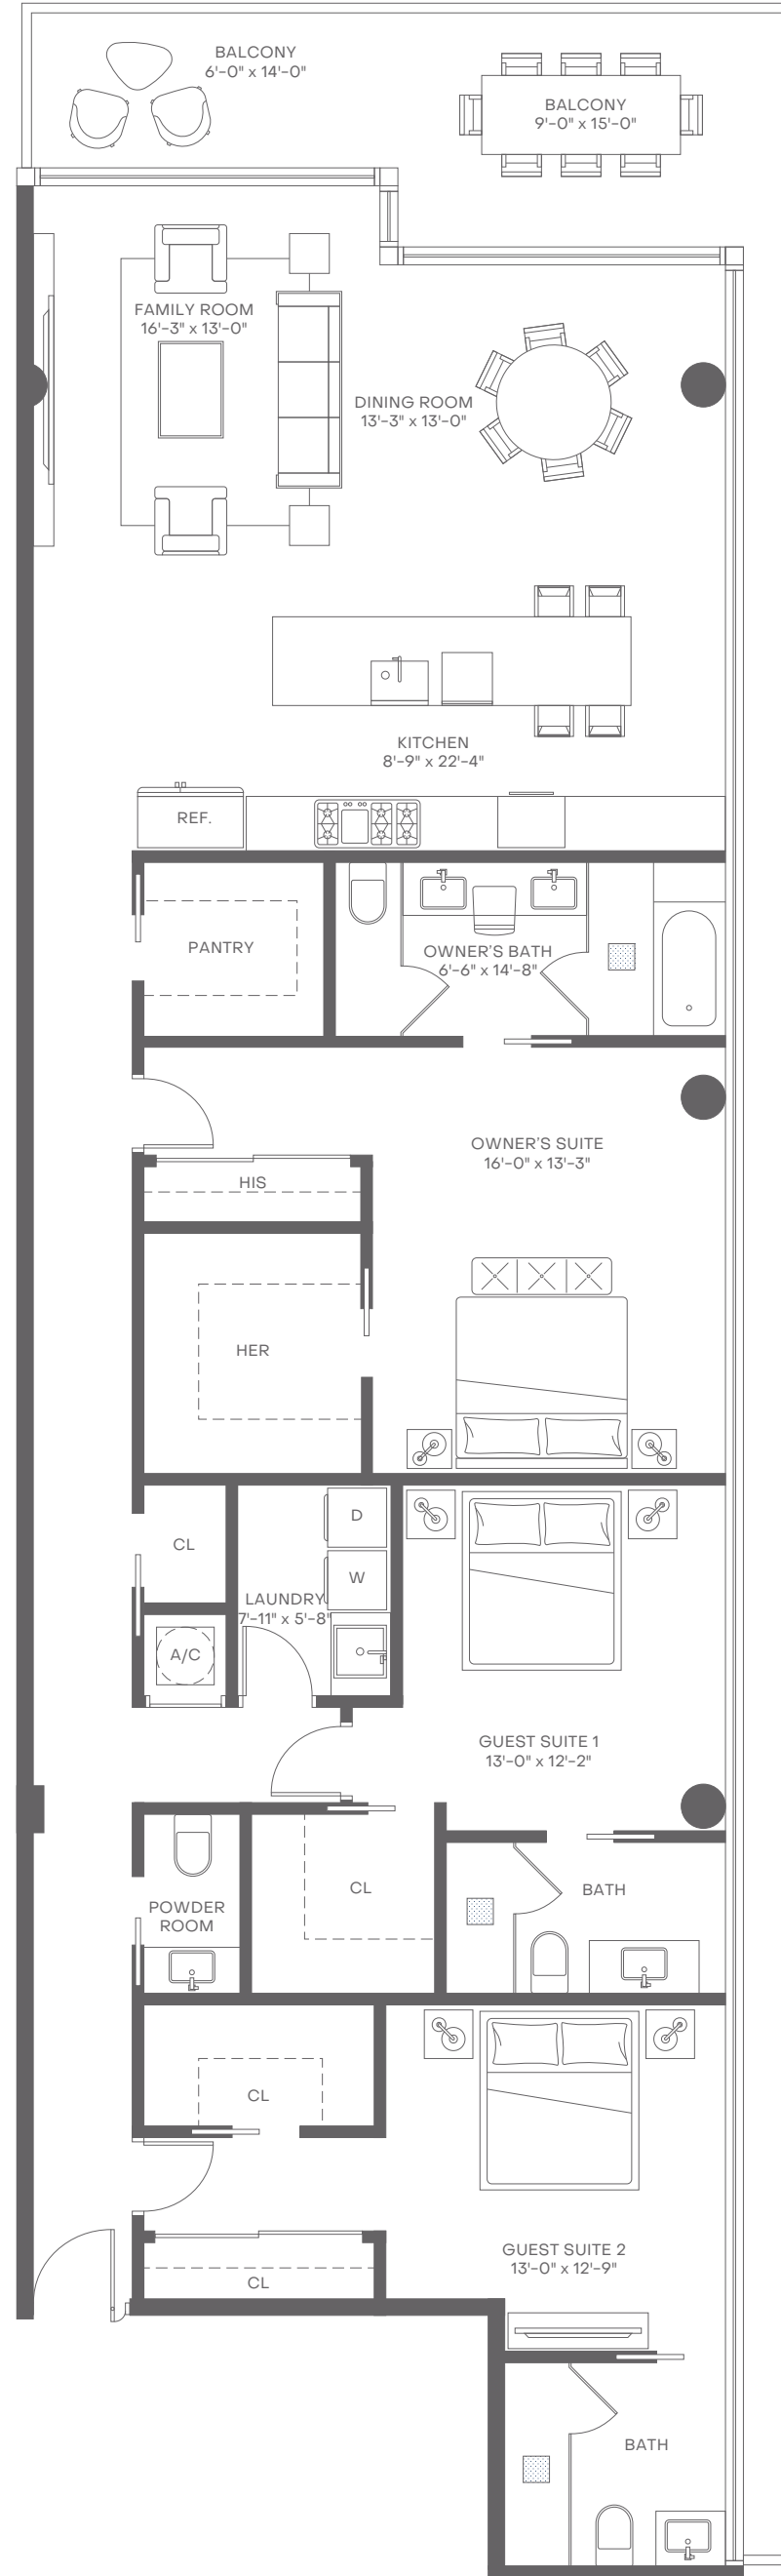 BALCONY
6'-0" x 14'-0"
BALCONY
9'-0" x 15'-0"
FAMILY ROOM
16'-3" x 13'-0"
DINING ROOM
13'-3" x 13'-0"
KITCHEN
8'-9" x 22'-4"
REF.
PANTRY
OWNER'S BATH
6'-6" x 14'-8"
OWNER'S SUITE
16'-0" x 13'-3"
HIS
HER
CL
D
W
LAUNDRY
7'-11" x 5'-8"
A/C
GUEST SUITE 1
13'-0" x 12'-2"
CL
BATH
POWDER
ROOM
CL
GUEST SUITE 2
13'-0" x 12'-9"
CL
BATH